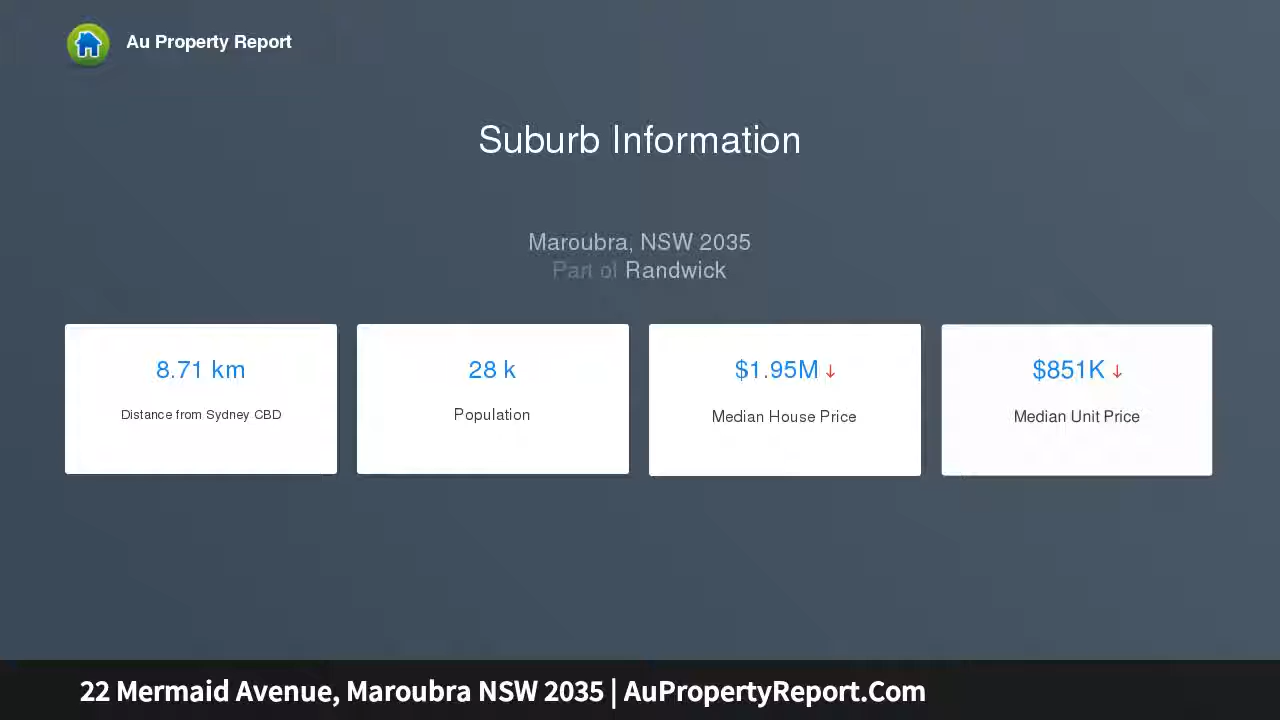 Au Property Report
Suburb Information
Maroubra, NSW 2035
Part of Randwick
8.71 km
Distance from Sydney CBD
28 k
Population
$1.95M ↓
Median House Price
$851K ↓
Median Unit Price
22 Mermaid Avenue, Maroubra NSW 2035 | AuPropertyReport.Com